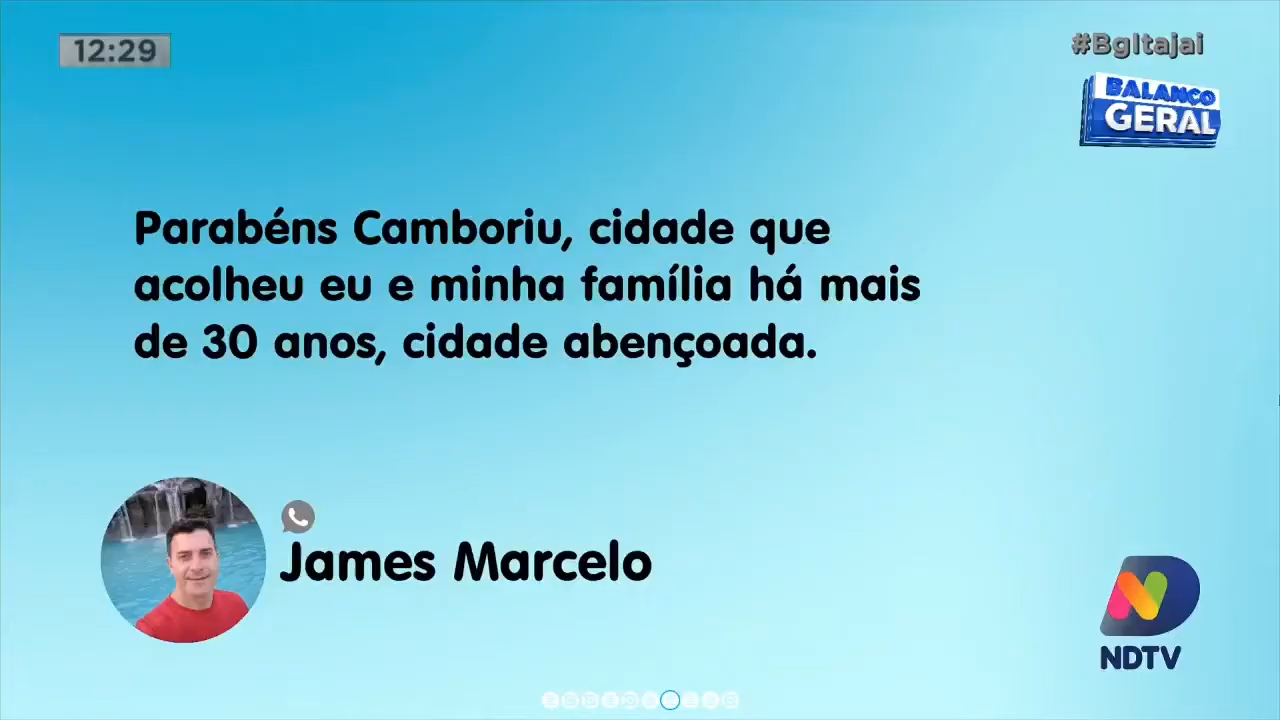 12:29
#BgItajai
BALANÇO
GERAL
Parabéns Camboriu, cidade que
acolheu eu e minha família há mais
de 30 anos, cidade abençoada.
James Marcelo
NDTV